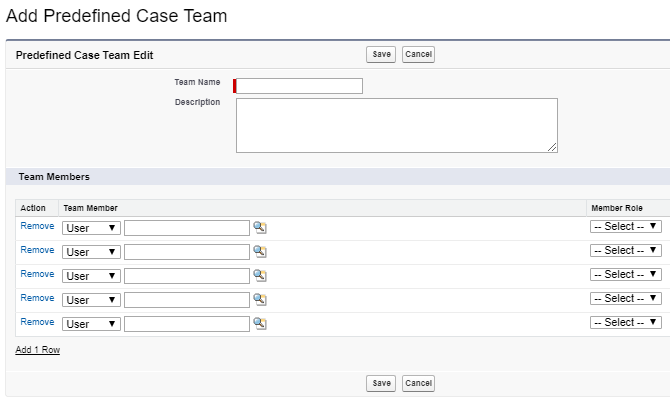 Add Predefined Case Team
Predefined Case Team Edit Save Cancel
Team Name
Description
Team Members
Action Team Member Member Role
Remove User -- Select --
Remove User -- Select --
Remove User -- Select --
Remove User -- Select --
Remove User -- Select --
Add 1 Row
Save Cancel